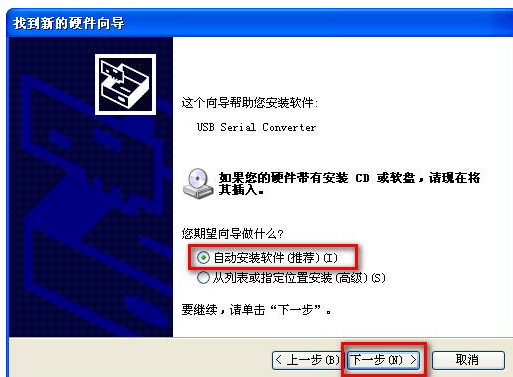 找到新的硬件向导
这个向导帮助您安装软件:
USB Serial Converter
如果您的硬件带有安装 CD 或软盘，请现在将
其插入。
您期望向导做什么?
自动安装软件(推荐)(I)
从列表或指定位置安装(高级)(S)
要继续，请单击“下一步”。
< 上一步(B) 下一步(N) > 取消